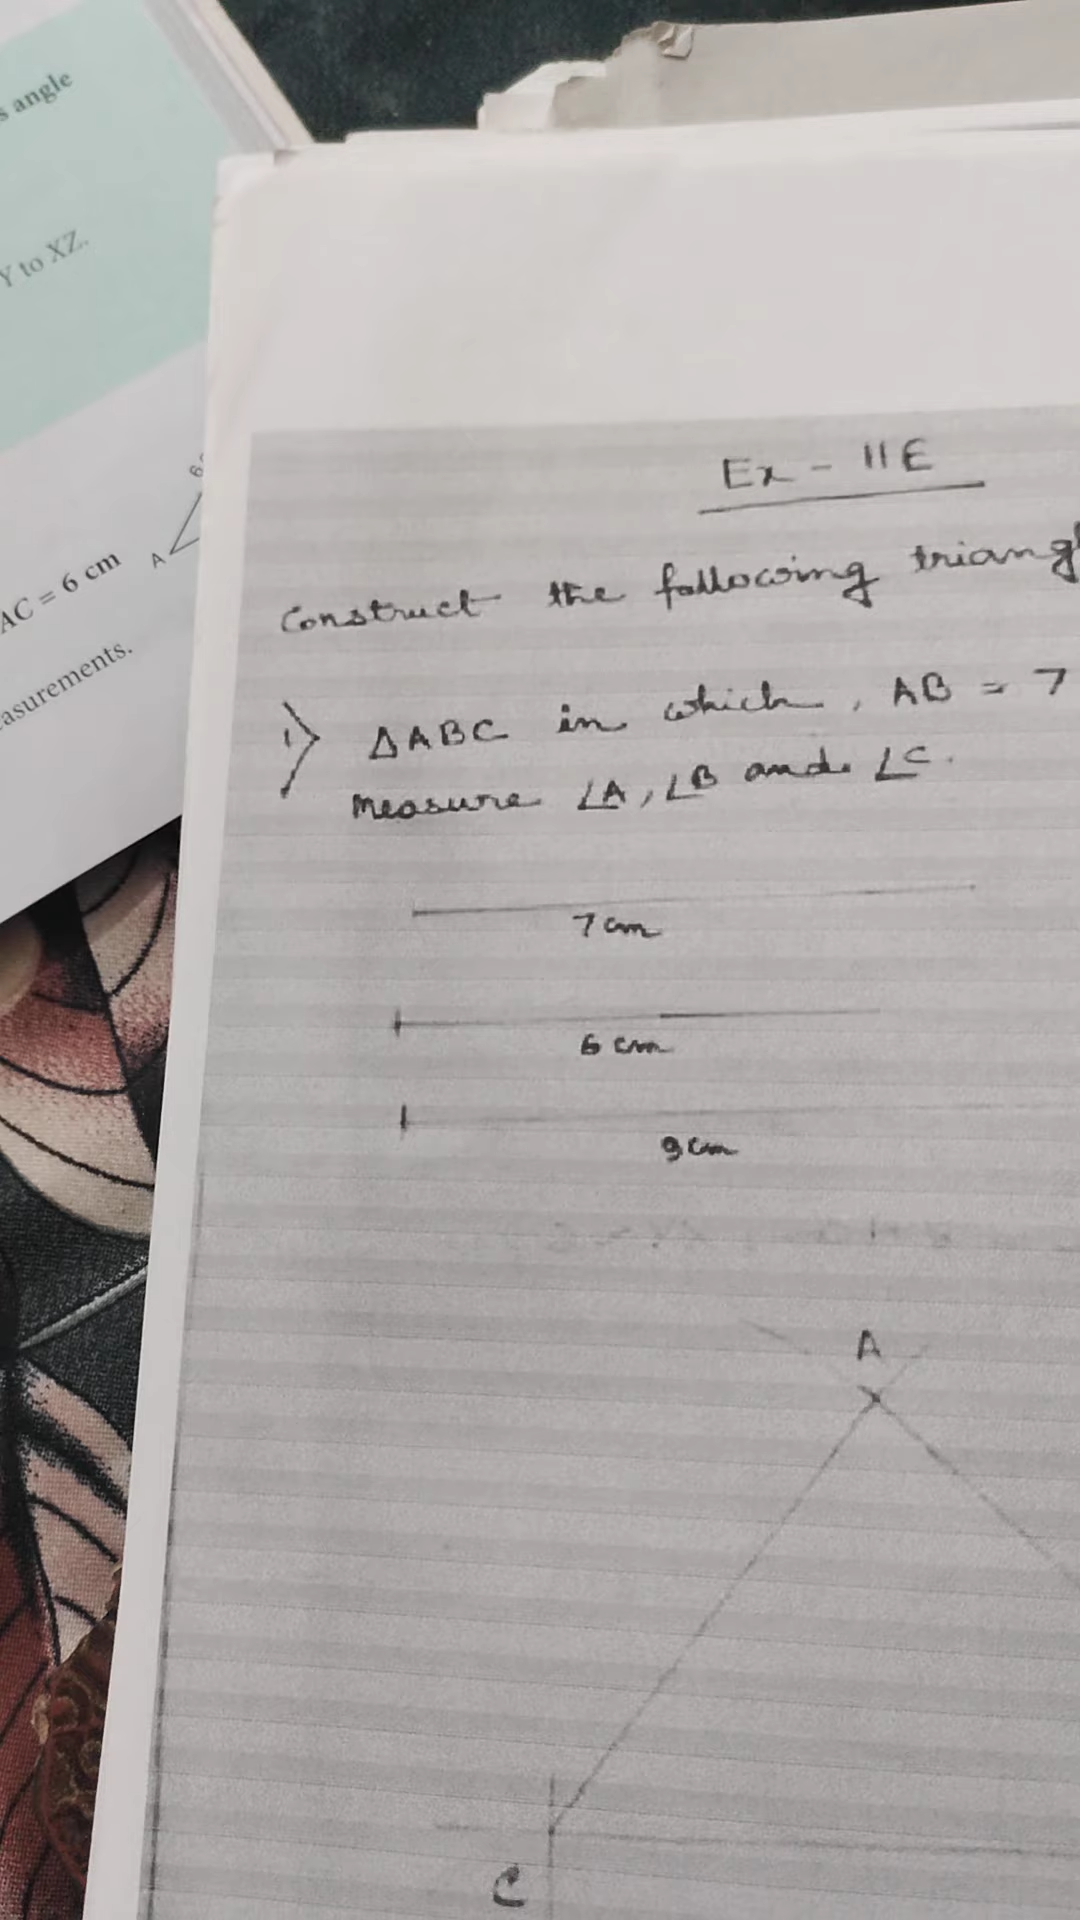 s angle
Y to XZ.
A
AC = 6 cm
asurements.
Ex - 11E
Construct the following
1) ΔABC in which, AB = 7
Measure ∠A, ∠B and ∠C.
7 cm
6 cm
9 cm
A
C